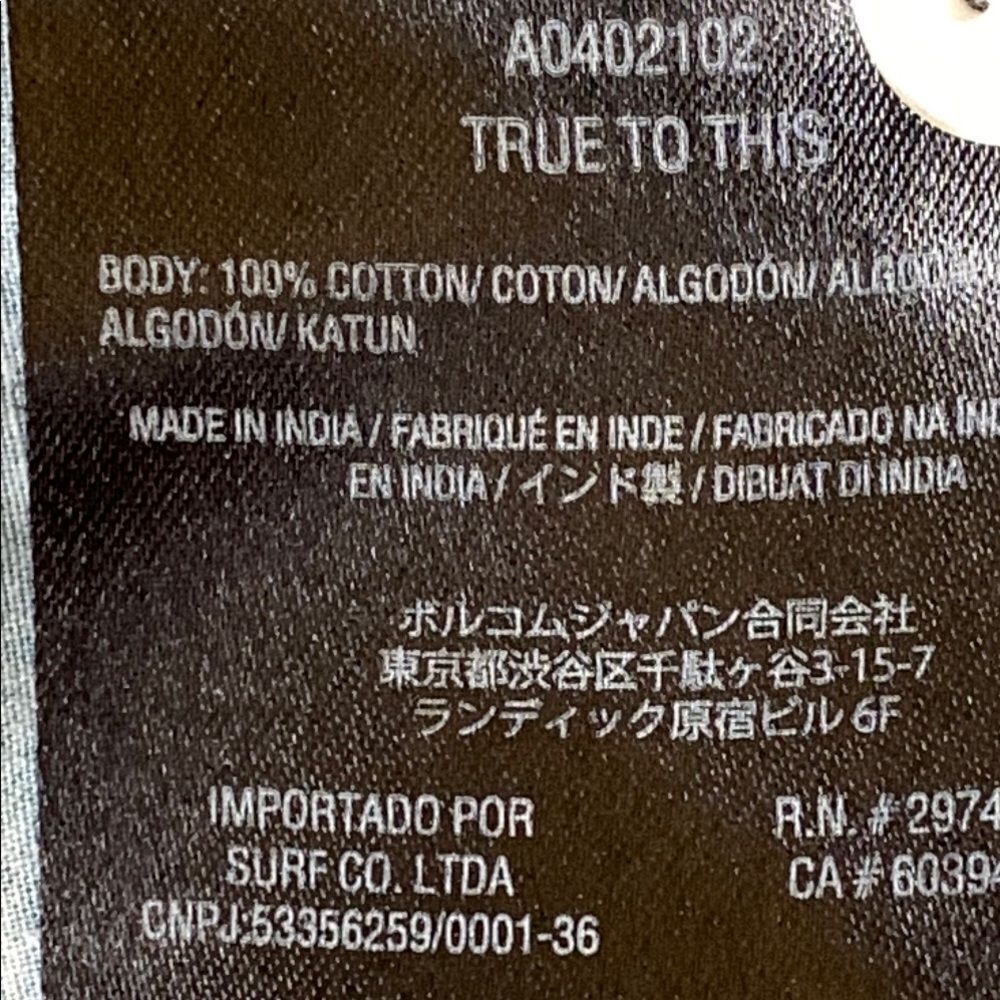 A0402102
TRUE TO THIS
BODY: 100% COTTON/ COTON/ ALGODÓN/
ALGODÓN/ KATUN
MADE IN INDIA / FABRIQUÉ EN INDE / FABRICADO NA
EN INDIA / インド製 / DIBUAT DI INDIA
ボルコムジャパン合同会社
東京都渋谷区千駄ヶ谷3-15-7
ランディック原宿ビル 6F
IMPORTADO POR
SURF CO. LTDA
CNPJ:53356259/0001-36
R.N. # 2974
CA # 6039